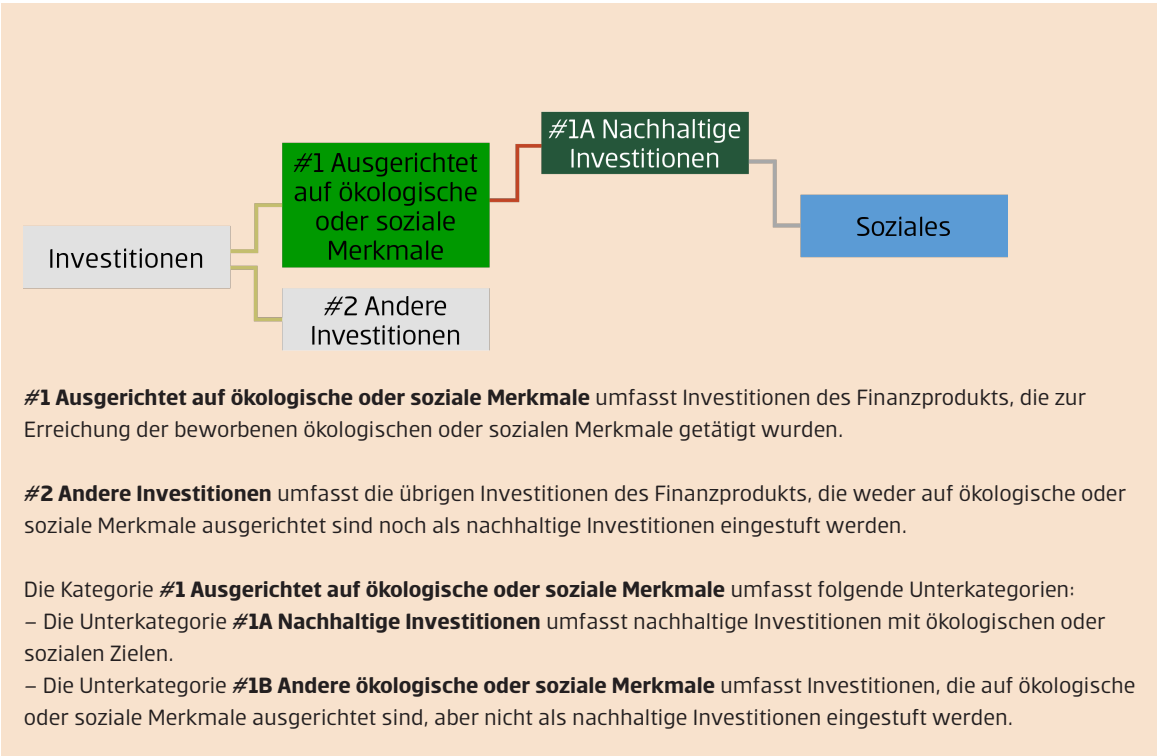 #1A Nachhaltige
Investitionen
#1 Ausgerichtet
auf ökologische
oder soziale
Merkmale
Soziales
Investitionen
#2 Andere
Investitionen
#1 Ausgerichtet auf ökologische oder soziale Merkmale umfasst Investitionen des Finanzprodukts, die zur
Erreichung der beworbenen ökologischen oder sozialen Merkmale getätigt wurden.
#2 Andere Investitionen umfasst die übrigen Investitionen des Finanzprodukts, die weder auf ökologische oder
soziale Merkmale ausgerichtet sind noch als nachhaltige Investitionen eingestuft werden.
Die Kategorie #1 Ausgerichtet auf ökologische oder soziale Merkmale umfasst folgende Unterkategorien:
– Die Unterkategorie #1A Nachhaltige Investitionen umfasst nachhaltige Investitionen mit ökologischen oder
sozialen Zielen.
– Die Unterkategorie #1B Andere ökologische oder soziale Merkmale umfasst Investitionen, die auf ökologische
oder soziale Merkmale ausgerichtet sind, aber nicht als nachhaltige Investitionen eingestuft werden.